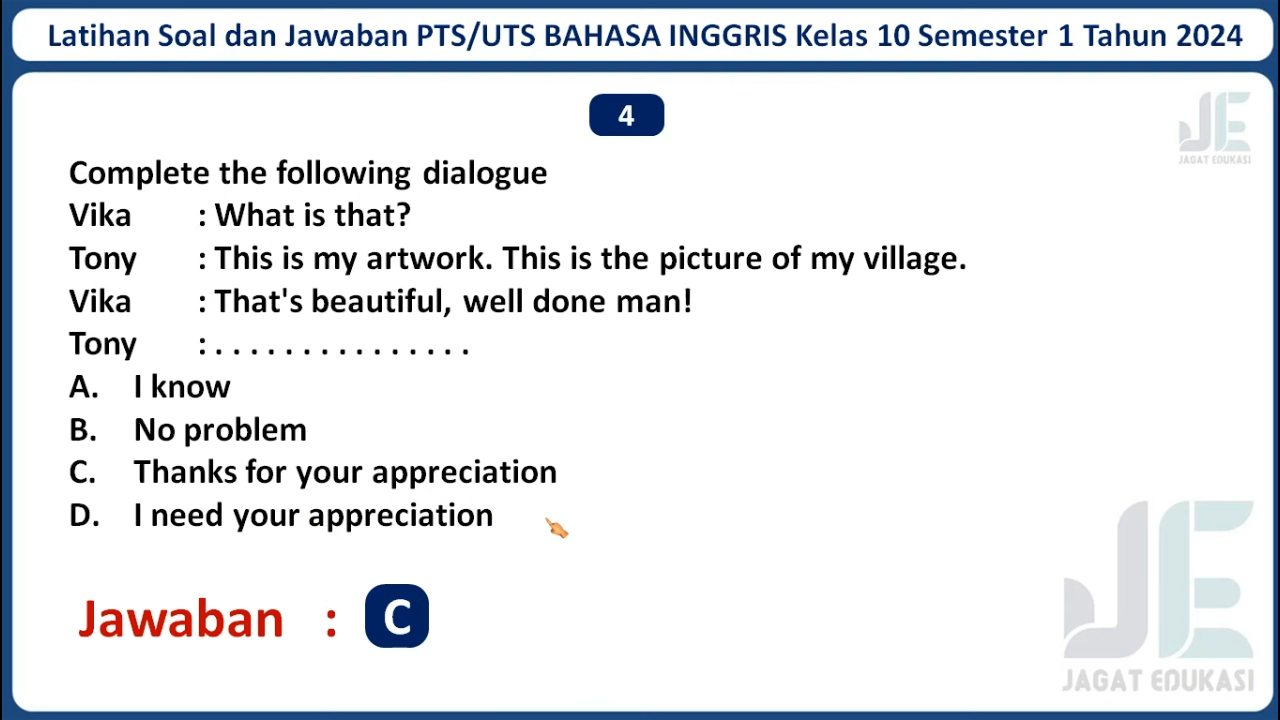 Latihan Soal dan Jawaban PTS/UTS BAHASA INGGRIS Kelas 10 Semester 1 Tahun 2024
4
JE
JAGAT EDUKASI
Complete the following dialogue
Vika : What is that?
Tony : This is my artwork. This is the picture of my village.
Vika : That's beautiful, well done man!
Tony : . . . . . . . . . . . . . . .
A. I know
B. No problem
C. Thanks for your appreciation
D. I need your appreciation
Jawaban : C
JE
JAGAT EDUKASI